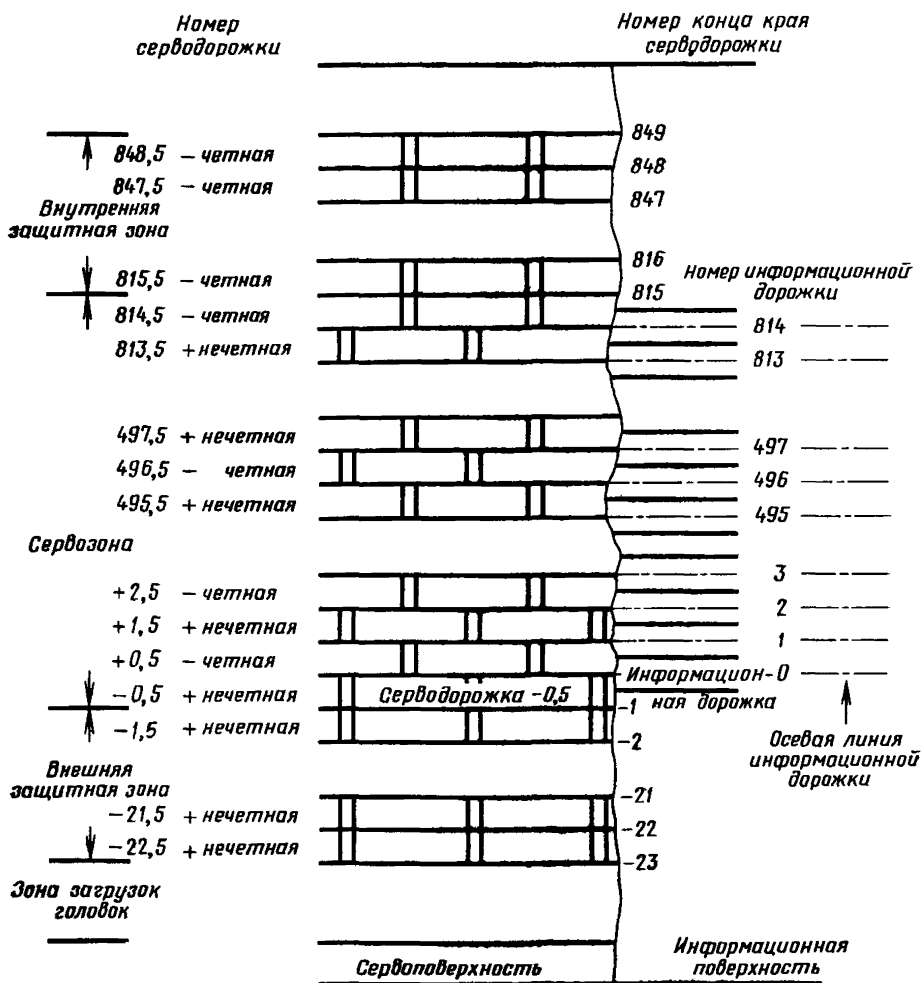 Номер
серводорожки
Номер конца края
серводорожки
848,5 – четная
847,5 – четная
Внутренняя
защитная зона
815,5 – четная
814,5 – четная
813,5 + нечетная
497,5 + нечетная
496,5 – четная
495,5 + нечетная
Сервозона
+2,5 – четная
+1,5 + нечетная
+0,5 – четная
–0,5 + нечетная
–1,5 + нечетная
Внешняя
защитная зона
–21,5 + нечетная
–22,5 + нечетная
Зона загрузок
головок
Серводорожка –0,5
Сервоповерхность
849
848
847
816
815
–1
–2
–21
–22
–23
Номер информационной
дорожки
814
813
497
496
495
3
2
1
Информацион- 0
ная дорожка
Осевая линия
информационной
дорожки
Информационная
поверхность